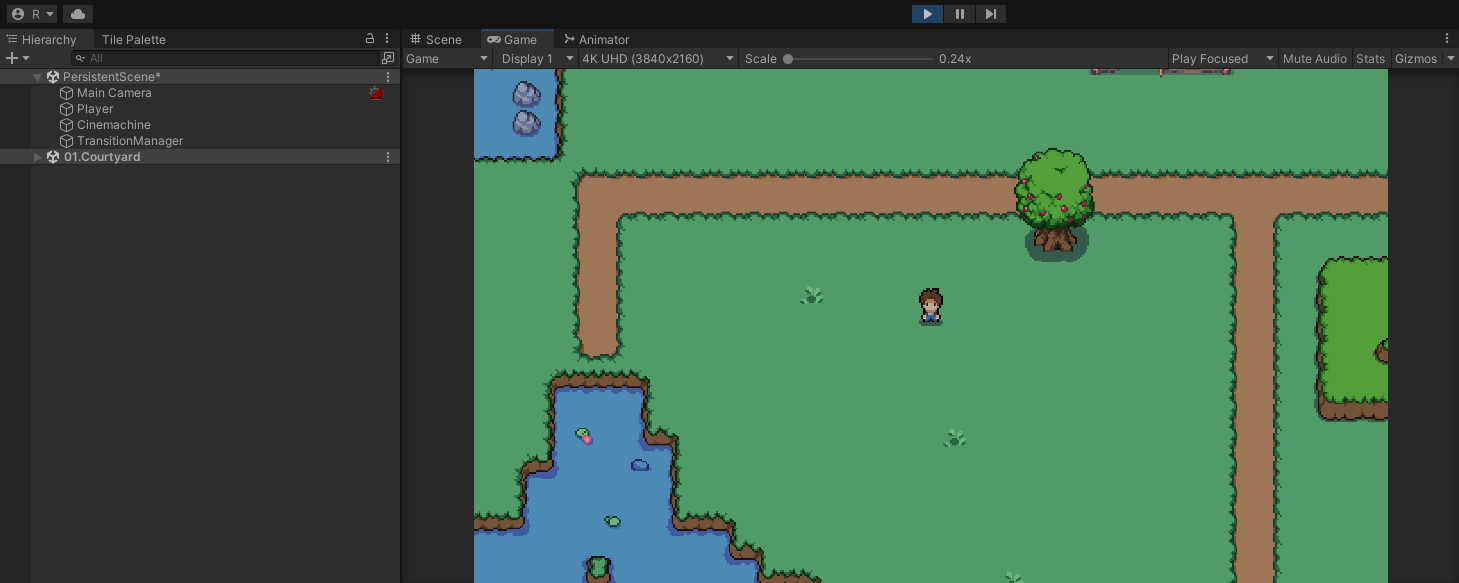 R
Hierarchy Tile Palette
All
PersistentScene*
Main Camera
Player
Cinemachine
TransitionManager
01.Courtyard
Scene Game Animator
Game Display 1 4K UHD (3840x2160) Scale 0.24x Play Focused Mute Audio Stats Gizmos